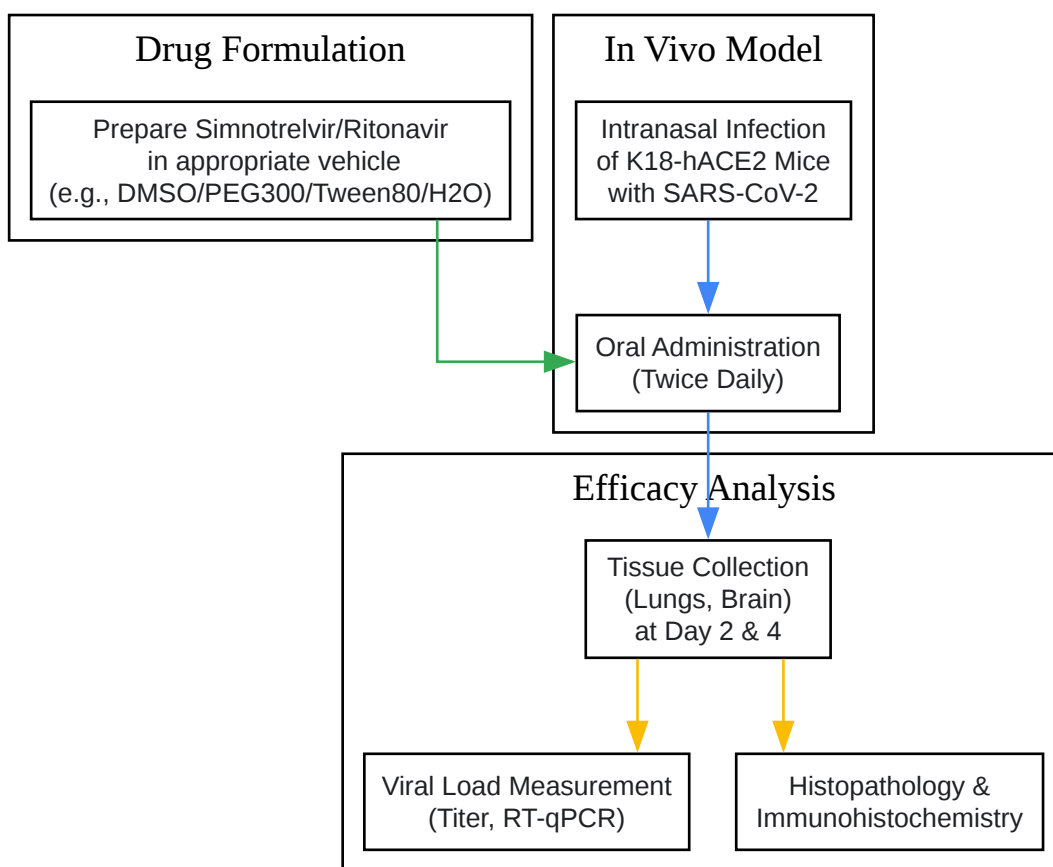 Drug Formulation
Prepare Simnotrelvir/Ritonavir
in appropriate vehicle
(e.g., DMSO/PEG300/Tween80/H2O)
In Vivo Model
Intranasal Infection
of K18-hACE2 Mice
with SARS-CoV-2
Oral Administration
(Twice Daily)
Efficacy Analysis
Tissue Collection
(Lungs, Brain)
at Day 2 & 4
Viral Load Measurement
(Titer, RT-qPCR)
Histopathology &
Immunohistochemistry